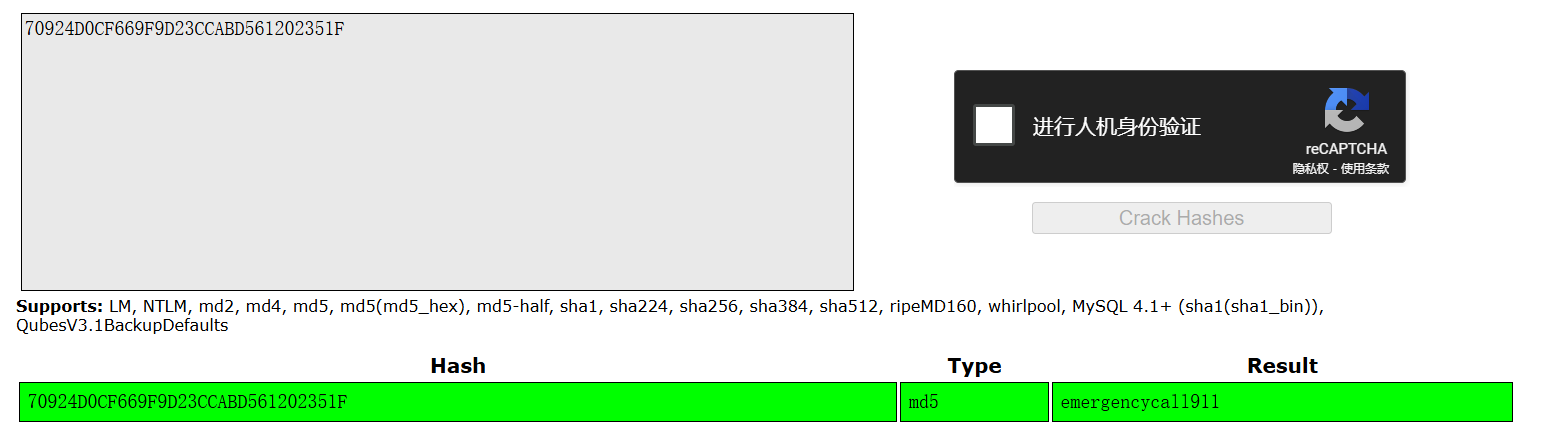 70924D0CF669F9D23CCABD561202351F
进行人机身份验证
reCAPTCHA
隐私权 - 使用条款
Crack Hashes
Supports: LM, NTLM, md2, md4, md5, md5(md5_hex), md5-half, sha1, sha224, sha256, sha384, sha512, ripeMD160, whirlpool, MySQL 4.1+ (sha1(sha1_bin)),
QubesV3.1BackupDefaults
Hash Type Result
70924D0CF669F9D23CCABD561202351F md5 emergencycall911